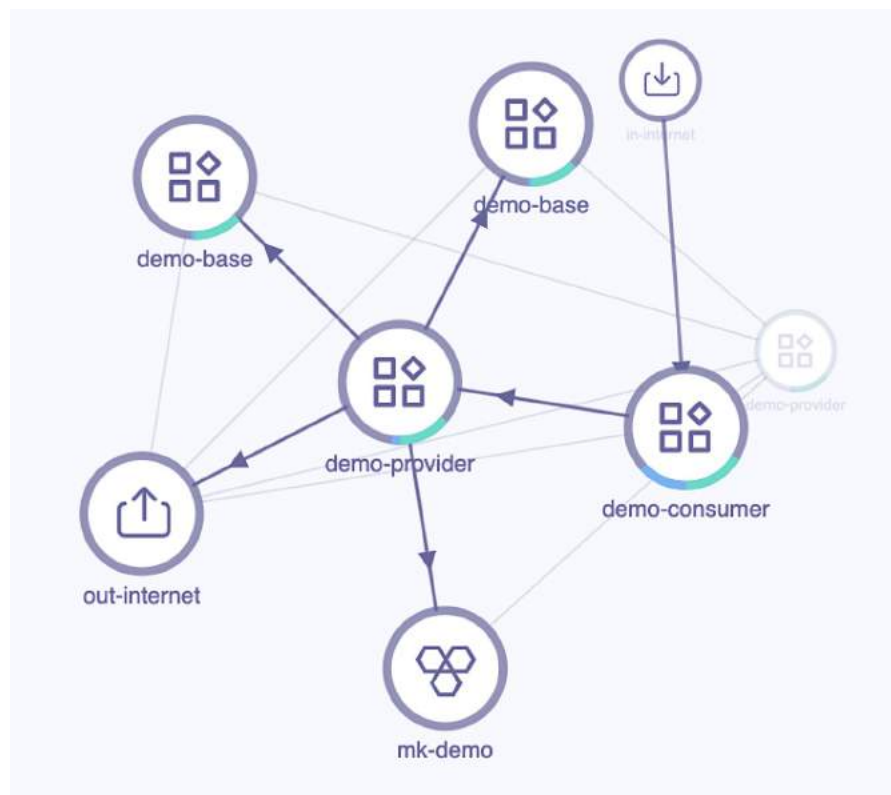 in-internet
demo-base
demo-base
demo-provider
demo-provider
demo-consumer
out-internet
mk-demo